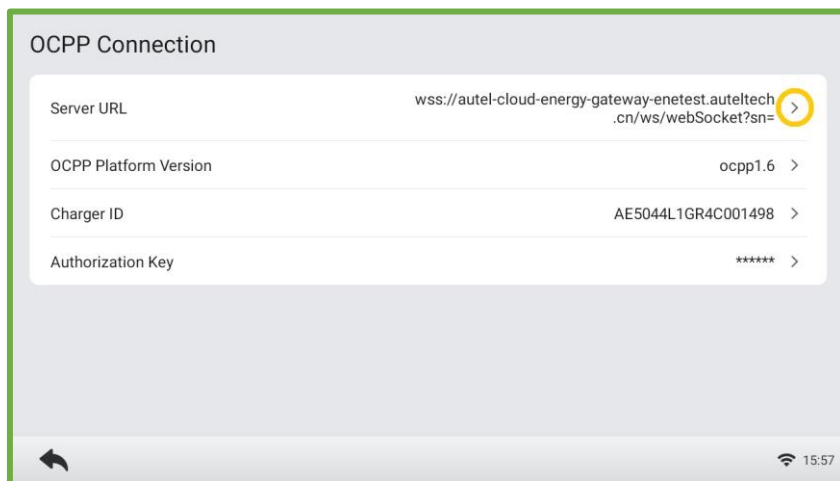 OCPP Connection
Server URL
wss://autel-cloud-energy-gateway-enetest.auteltech
.cn/ws/webSocket?sn=
OCPP Platform Version
ocpp1.6
Charger ID
AE5044L1GR4C001498
Authorization Key
******
15:57